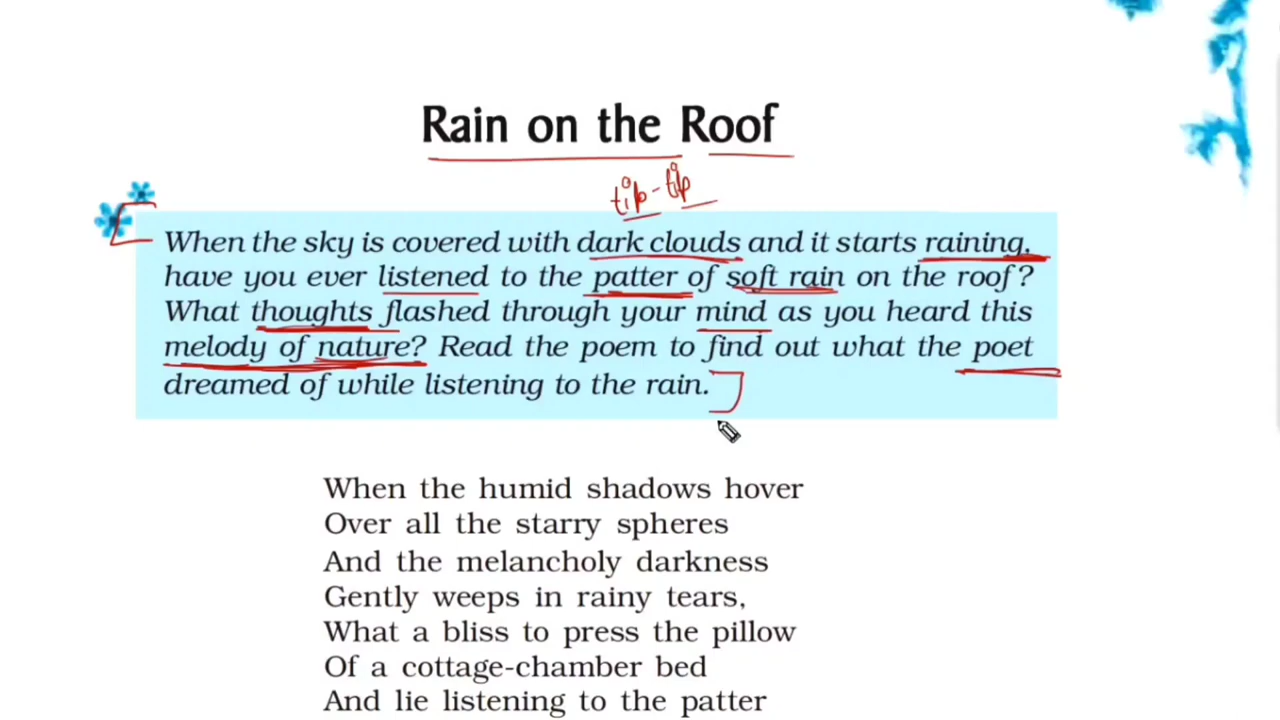 Rain on the Roof
tip-tip
When the sky is covered with dark clouds and it starts raining,
have you ever listened to the patter of soft rain on the roof?
What thoughts flashed through your mind as you heard this
melody of nature? Read the poem to find out what the poet
dreamed of while listening to the rain.
When the humid shadows hover
Over all the starry spheres
And the melancholy darkness
Gently weeps in rainy tears,
What a bliss to press the pillow
Of a cottage-chamber bed
And lie listening to the patter